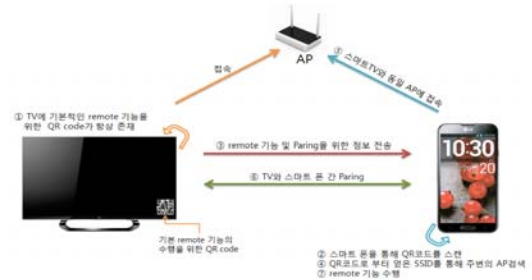 AP
접속
⑤ 스마트TV와 동일 AP에 접속
① TV에 기본적인 remote 기능을
위한 QR code가 항상 존재
③ remote 기능 및 Paring을 위한 정보 전송
10:30
⑥ TV와 스마트 폰 간 Paring
기본 remote 기능의
수행을 위한 QR code
② 스마트 폰을 통해 QR코드를 스캔
④ QR코드로 부터 얻은 SSID를 통해 주변의 AP검색
⑦ remote 기능 수행